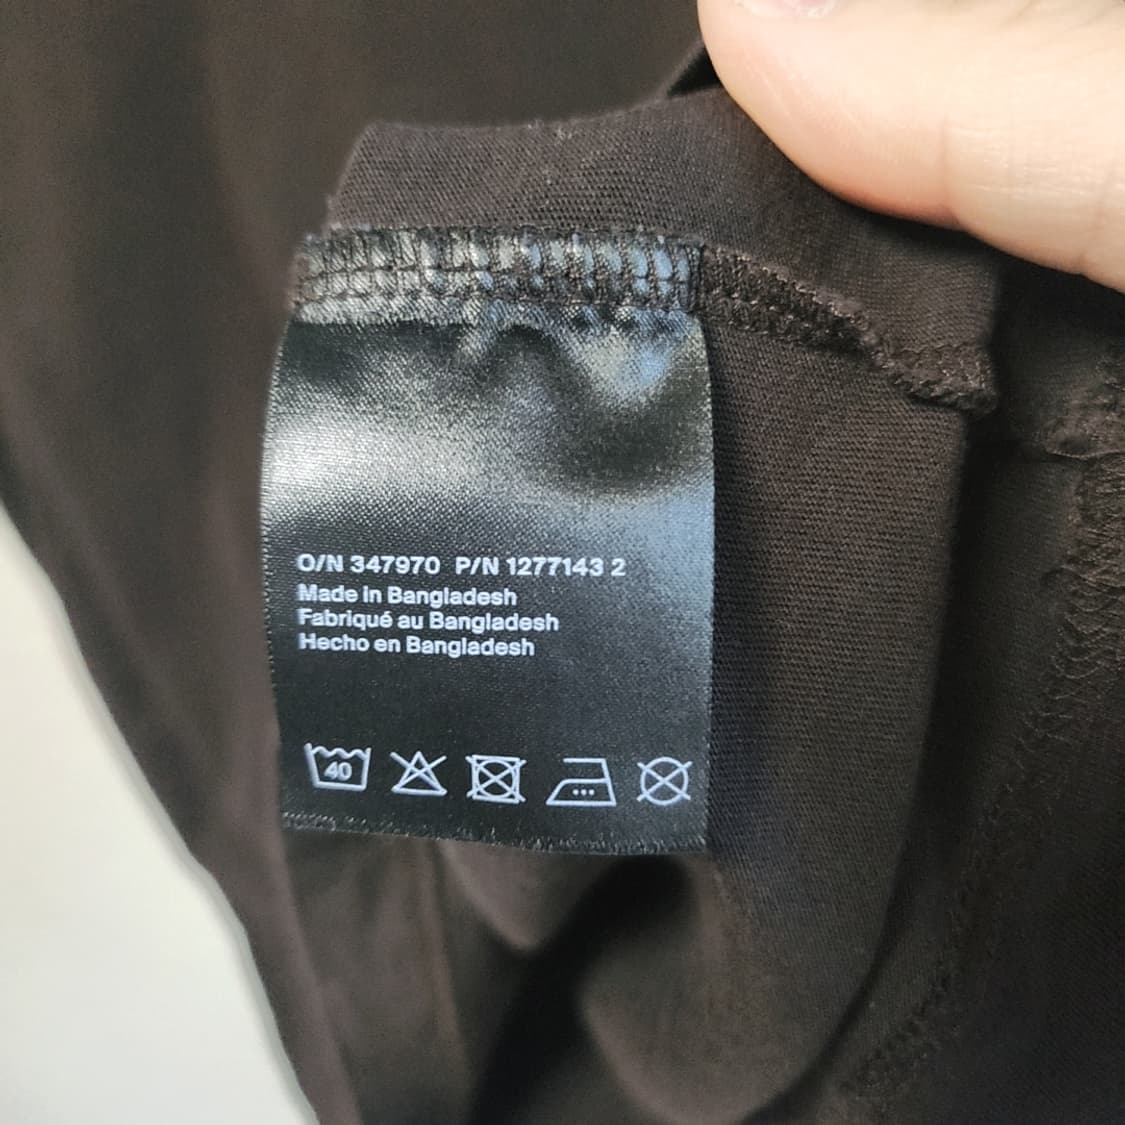 O/N 347970 P/N 1277143 2
Made in Bangladesh
Fabriqué au Bangladesh
Hecho en Bangladesh
40